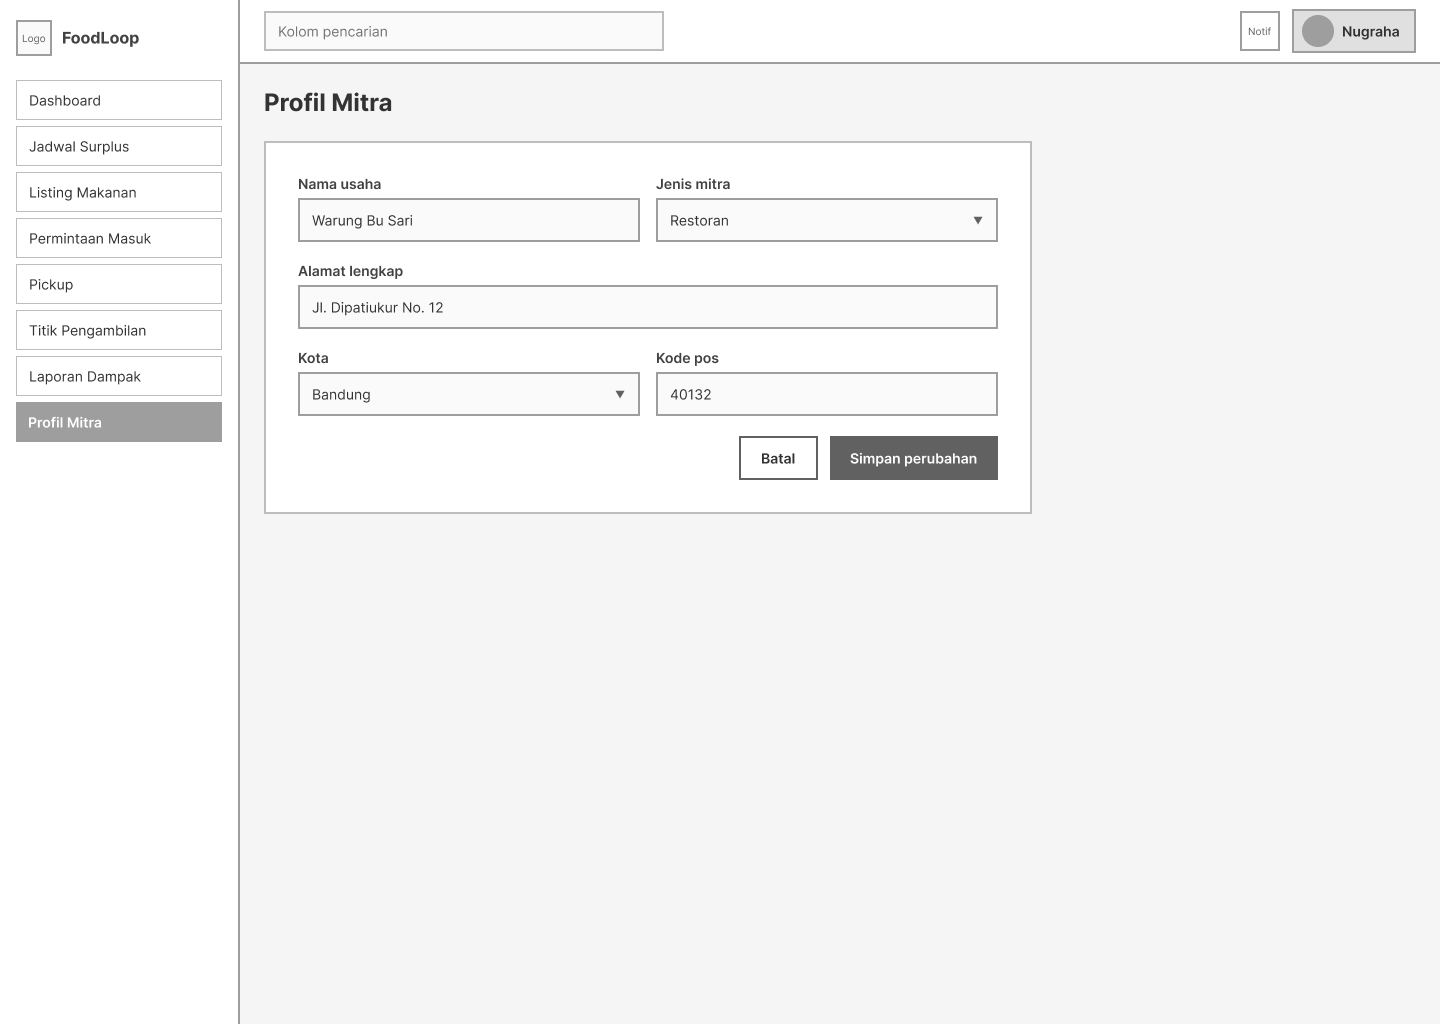 Logo
FoodLoop
Dashboard
Jadwal Surplus
Listing Makanan
Permintaan Masuk
Pickup
Titik Pengambilan
Laporan Dampak
Profil Mitra
Kolom pencarian
Notif
Nugraha
Profil Mitra
Nama usaha
Warung Bu Sari
Jenis mitra
Restoran
Alamat lengkap
Jl. Dipatiukur No. 12
Kota
Bandung
Kode pos
40132
Batal
Simpan perubahan